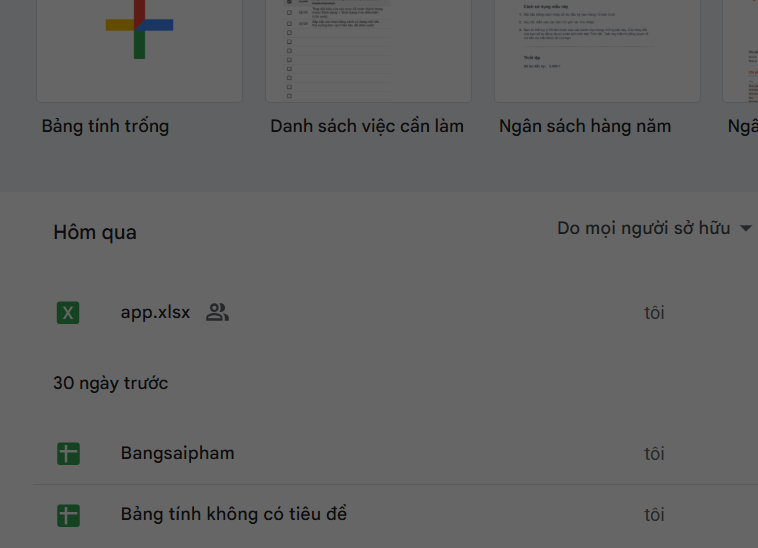 Bảng tính trống
Danh sách việc cần làm
Ngân sách hàng năm
Hôm qua
Do mọi người sở hữu
app.xlsx
tôi
30 ngày trước
Bangsaipham
tôi
Bảng tính không có tiêu đề
tôi